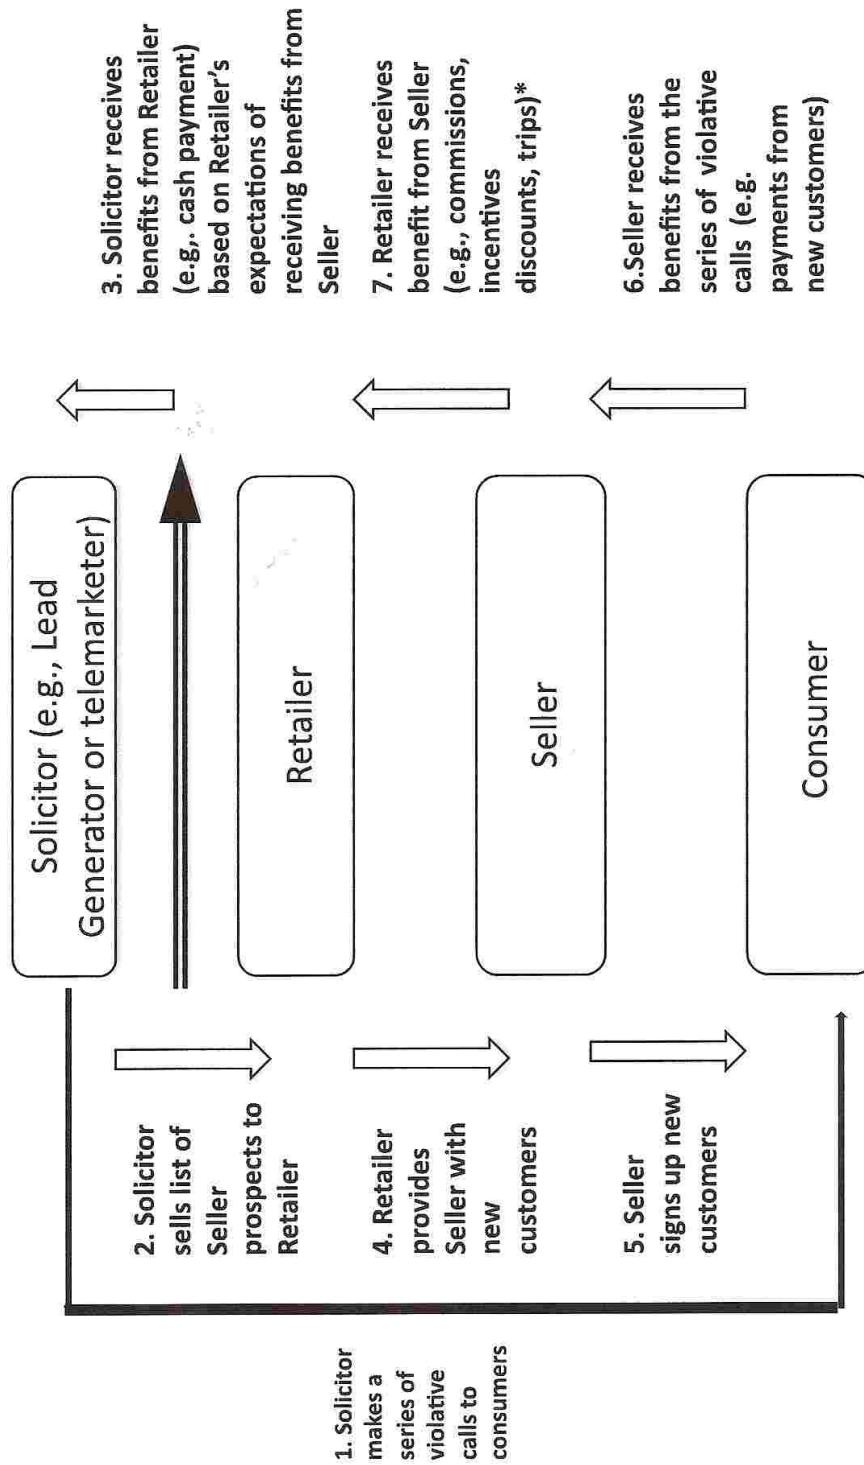 Solicitor (e.g., Lead
Generator or telemarketer)
Retailer
Seller
Consumer
1. Solicitor
makes a
series of
violative
calls to
consumers
2. Solicitor
sells list of
Seller
prospects to
Retailer
3. Solicitor receives
benefits from Retailer
(e.g,. cash payment)
based on Retailer's
expectations of
receiving benefits from
Seller
4. Retailer
provides
Seller with
new
customers
5. Seller
signs up new
customers
6.Seller receives
benefits from the
series of violative
calls (e.g.
payments from
new customers)
7. Retailer receives
benefit from Seller
(e.g., commissions,
incentives
discounts, trips)*